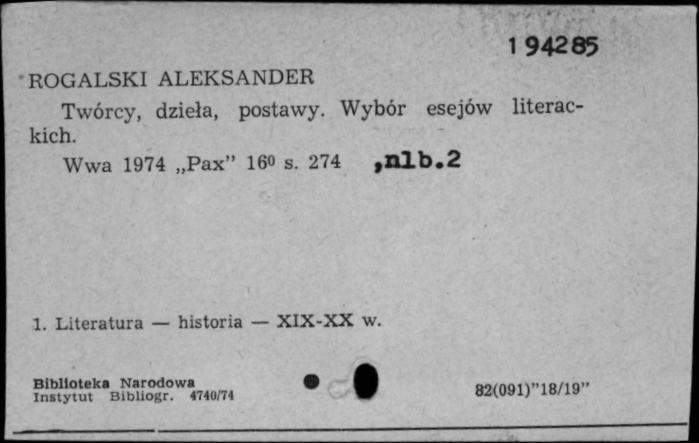 194285
ROGALSKI ALEKSANDER
Twórcy, dzieła, postawy. Wybór esejów literac-
kich.
Wwa 1974 „Pax” 16⁰ s. 274 ,nlb.2
1. Literatura — historia — XIX-XX w.
Biblioteka Narodowa
Instytut Bibliogr. 4740/74
82(091)”18/19”